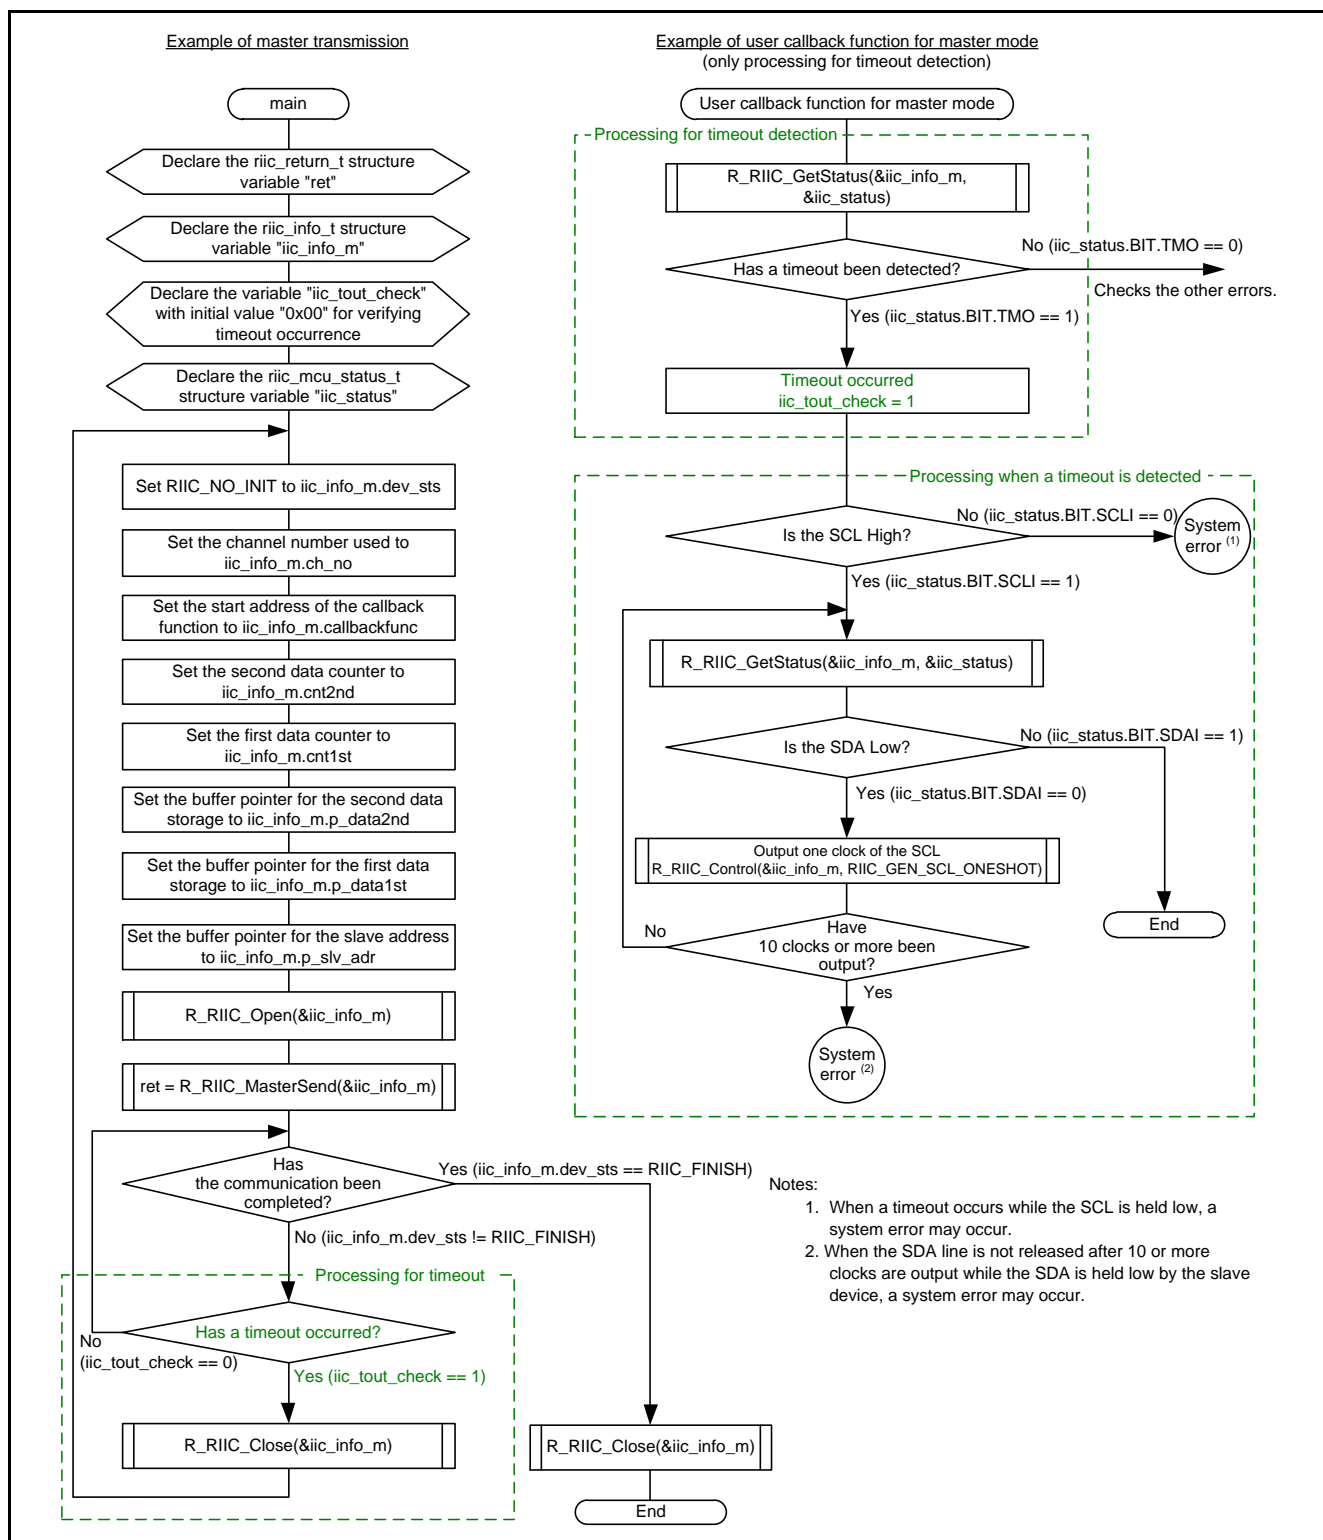 Example of master transmission
main
Declare the riic_return_t structure
variable "ret"
Declare the riic_info_t structure
variable "iic_info_m"
Declare the variable "iic_tout_check"
with initial value "0x00" for verifying
timeout occurrence
Declare the riic_mcu_status_t
structure variable "iic_status"
Set RIIC_NO_INIT to iic_info_m.dev_sts
Set the channel number used to
iic_info_m.ch_no
Set the start address of the callback
function to iic_info_m.callbackfunc
Set the second data counter to
iic_info_m.cnt2nd
Set the first data counter to
iic_info_m.cnt1st
Set the buffer pointer for the second data
storage to iic_info_m.p_data2nd
Set the buffer pointer for the first data
storage to iic_info_m.p_data1st
Set the buffer pointer for the slave address
to iic_info_m.p_slv_adr
R_RIIC_Open(&iic_info_m)
ret = R_RIIC_MasterSend(&iic_info_m)
Has
the communication been
completed?
Yes (iic_info_m.dev_sts == RIIC_FINISH)
No (iic_info_m.dev_sts != RIIC_FINISH)
Processing for timeout
Has a timeout occurred?
No
(iic_tout_check == 0)
Yes (iic_tout_check == 1)
R_RIIC_Close(&iic_info_m)
R_RIIC_Close(&iic_info_m)
End
Example of user callback function for master mode
(only processing for timeout detection)
User callback function for master mode
Processing for timeout detection
R_RIIC_GetStatus(&iic_info_m,
&iic_status)
Has a timeout been detected?
No (iic_status.BIT.TMO == 0)
Checks the other errors.
Yes (iic_status.BIT.TMO == 1)
Timeout occurred
iic_tout_check = 1
Processing when a timeout is detected
Is the SCL High?
No (iic_status.BIT.SCLI == 0)
System
error (1)
Yes (iic_status.BIT.SCLI == 1)
R_RIIC_GetStatus(&iic_info_m, &iic_status)
Is the SDA Low?
No (iic_status.BIT.SDAI == 1)
Yes (iic_status.BIT.SDAI == 0)
Output one clock of the SCL
R_RIIC_Control(&iic_info_m, RIIC_GEN_SCL_ONESHOT)
End
Have
10 clocks or more been
output?
No
Yes
System
error (2)
Notes:
1. When a timeout occurs while the SCL is held low, a
system error may occur.
2. When the SDA line is not released after 10 or more
clocks are output while the SDA is held low by the slave
device, a system error may occur.